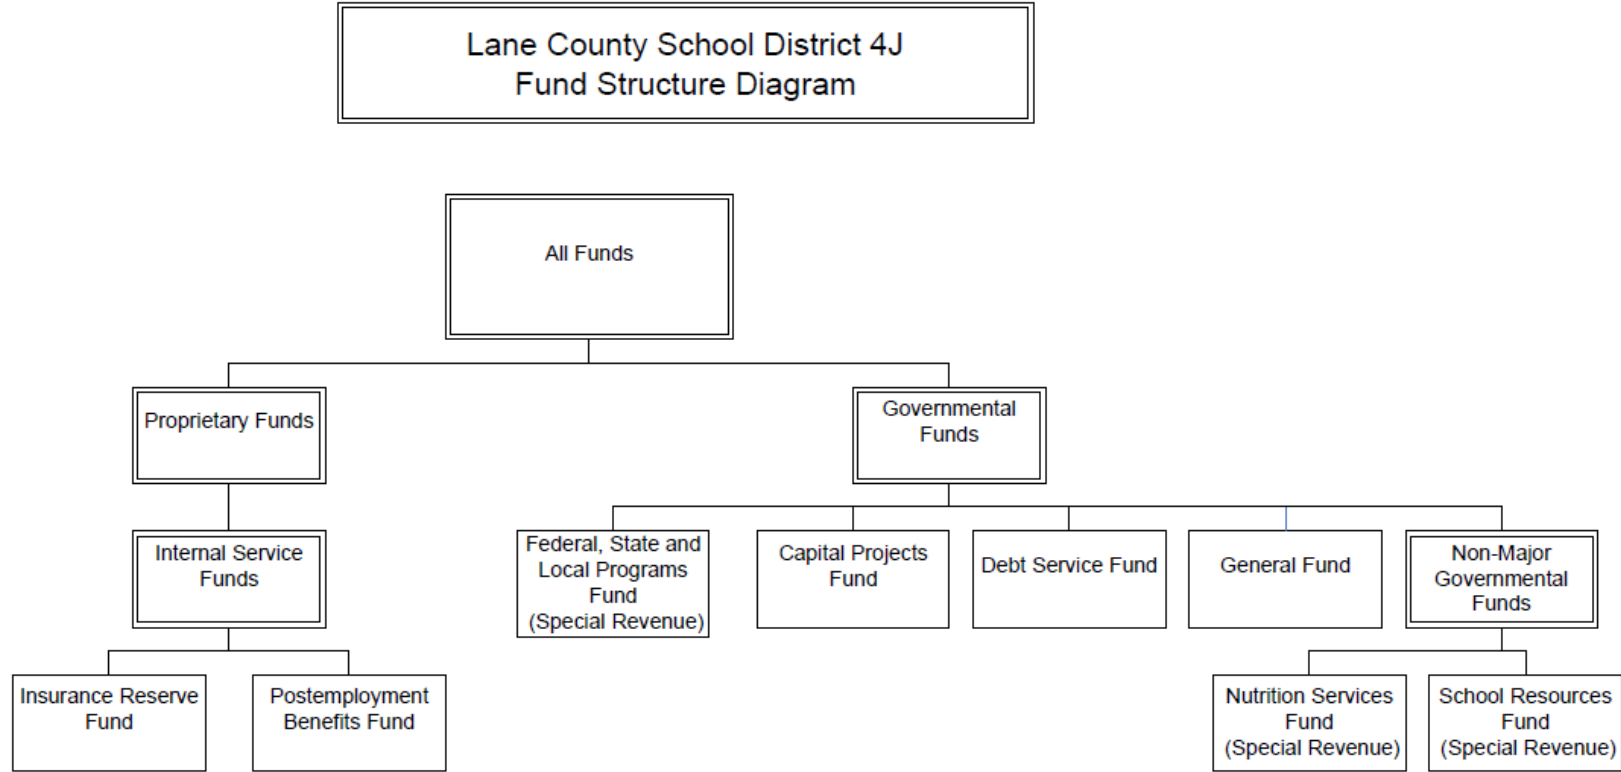 Lane County School District 4J
Fund Structure Diagram
All Funds
Proprietary Funds
Governmental
Funds
Internal Service
Funds
Federal, State and
Local Programs
Fund
(Special Revenue)
Capital Projects
Fund
Debt Service Fund
General Fund
Non-Major
Governmental
Funds
Insurance Reserve
Fund
Postemployment
Benefits Fund
Nutrition Services
Fund
(Special Revenue)
School Resources
Fund
(Special Revenue)